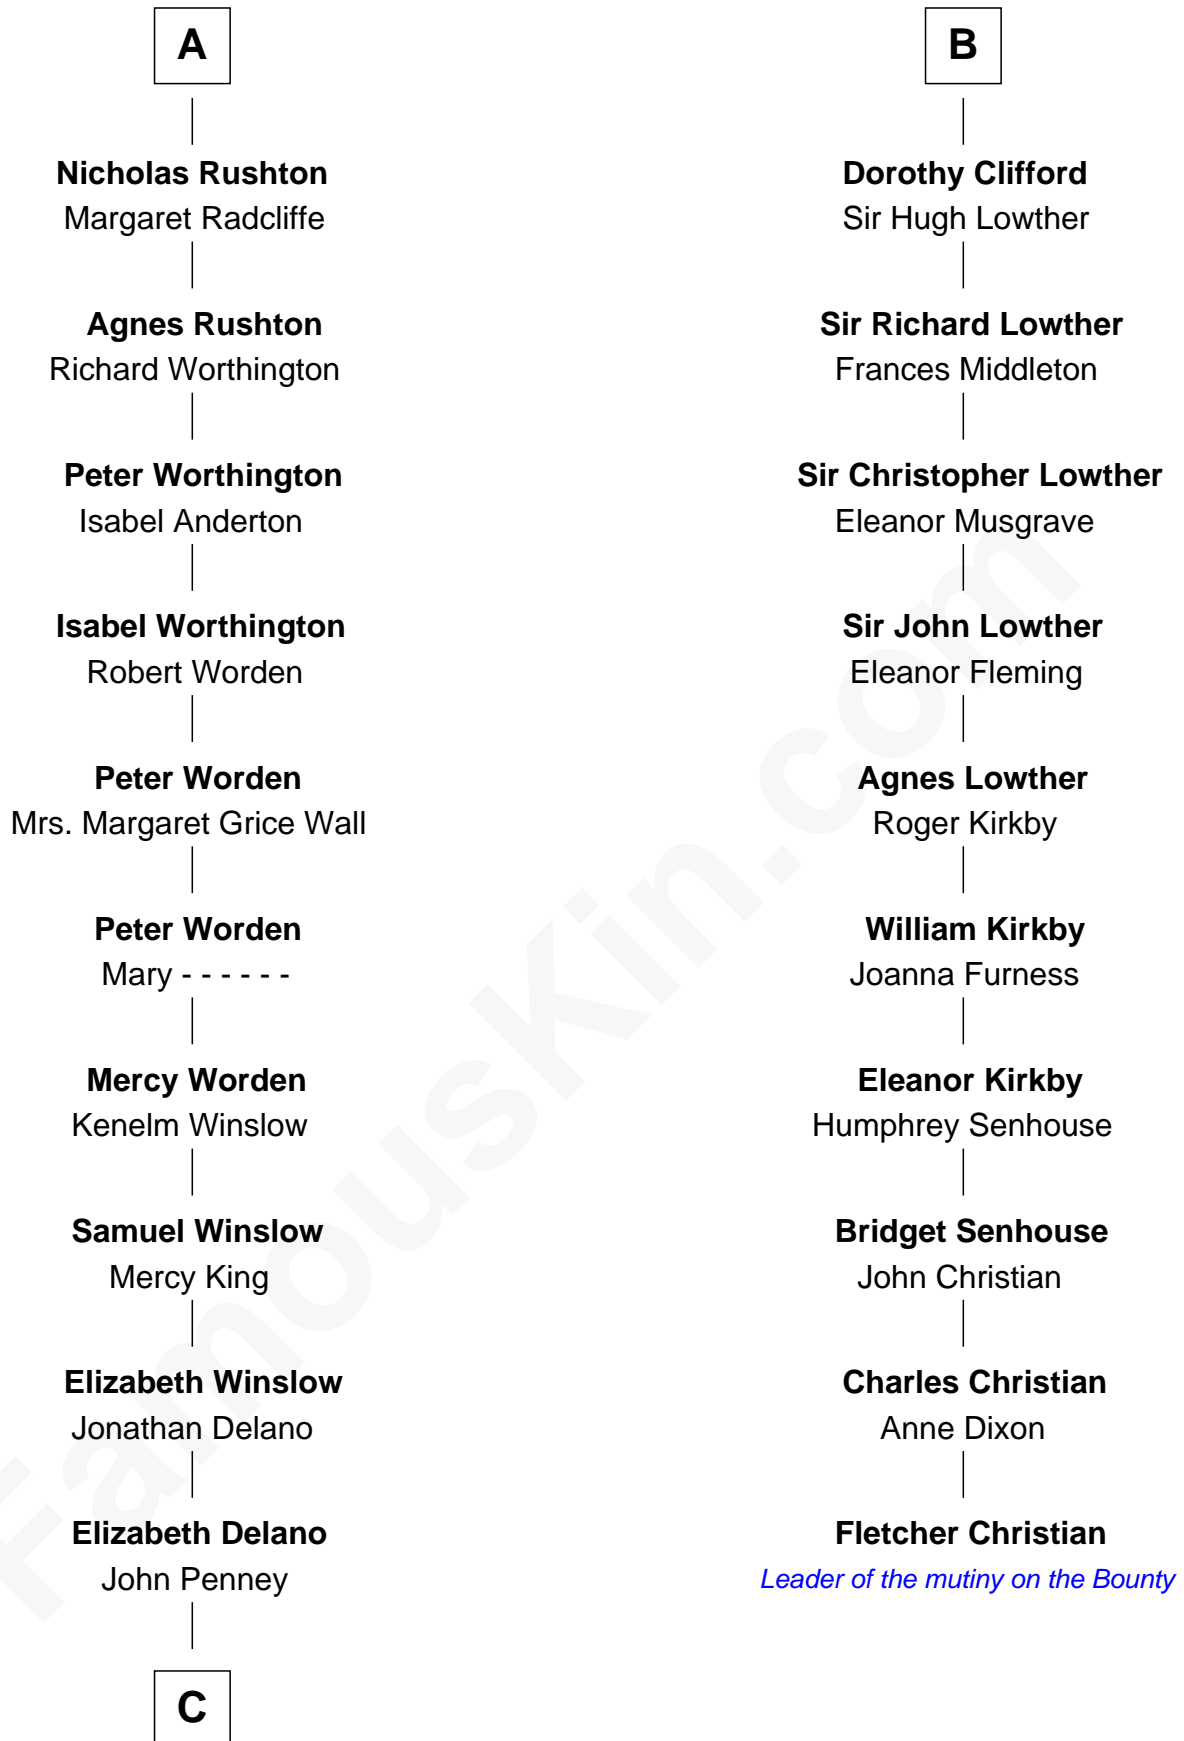 A
Nicholas Rushton
Margaret Radcliffe
Agnes Rushton
Richard Worthington
Peter Worthington
Isabel Anderton
Isabel Worthington
Robert Worden
Peter Worden
Mrs. Margaret Grice Wall
Peter Worden
Mary - - - - - -
Mercy Worden
Kenelm Winslow
Samuel Winslow
Mercy King
Elizabeth Winslow
Jonathan Delano
Elizabeth Delano
John Penney
C
B
Dorothy Clifford
Sir Hugh Lowther
Sir Richard Lowther
Frances Middleton
Sir Christopher Lowther
Eleanor Musgrave
Sir John Lowther
Eleanor Fleming
Agnes Lowther
Roger Kirkby
William Kirkby
Joanna Furness
Eleanor Kirkby
Humphrey Senhouse
Bridget Senhouse
John Christian
Charles Christian
Anne Dixon
Fletcher Christian
Leader of the mutiny on the Bounty
FamousKin.com